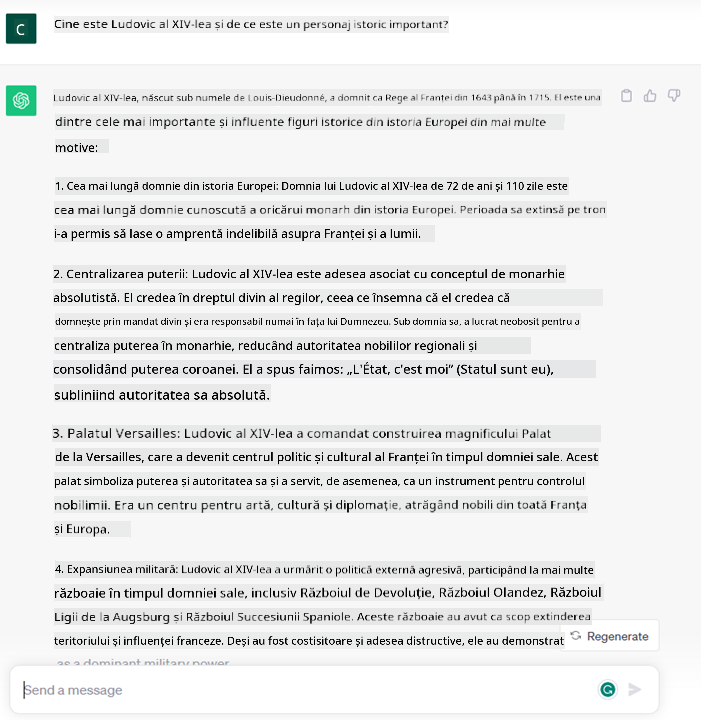 C
Cine este Ludovic al XIV-lea și de ce este un personaj istoric important?
Ludovic al XIV-lea, născut sub numele de Louis-Dieudonné, a domnit ca Rege al Franței din 1643 până în 1715. El este una
dintre cele mai importante și influente figuri istorice din istoria Europei din mai multe
motive:
1. Cea mai lungă domnie din istoria Europei: Domnia lui Ludovic al XIV-lea de 72 de ani și 110 zile este
cea mai lungă domnie cunoscută a oricărui monarh din istoria Europei. Perioada sa extinsă pe tron
i-a permis să lase o amprentă indelibilă asupra Franței și a lumii.
2. Centralizarea puterii: Ludovic al XIV-lea este adesea asociat cu conceptul de monarhie
absolutistă. El credea în dreptul divin al regilor, ceea ce însemna că el credea că
domnește prin mandat divin și era responsabil numai în fața lui Dumnezeu. Sub domnia sa, a lucrat neobosit pentru a
centraliza puterea în monarhie, reducând autoritatea nobililor regionali și
consolidând puterea coroanei. El a spus faimos: „L'État, c'est moi” (Statul sunt eu),
subliniind autoritatea sa absolută.
3. Palatul Versailles: Ludovic al XIV-lea a comandat construirea magnificului Palat
de la Versailles, care a devenit centrul politic și cultural al Franței în timpul domniei sale. Acest
palat simboliza puterea și autoritatea sa și a servit, de asemenea, ca un instrument pentru controlul
nobilimii. Era un centru pentru artă, cultură și diplomație, atrăgând nobili din toată Franța
și Europa.
4. Expansiunea militară: Ludovic al XIV-lea a urmărit o politică externă agresivă, participând la mai multe
războaie în timpul domniei sale, inclusiv Războiul de Devoluție, Războiul Olandez, Războiul
Ligii de la Augsburg și Războiul Succesiunii Spaniole. Aceste războaie au avut ca scop extinderea
teritoriului și influenței franceze. Deși au fost costisitoare și adesea distructive, ele au demonstrat
Regenerate
as a dominant military power.
Send a message